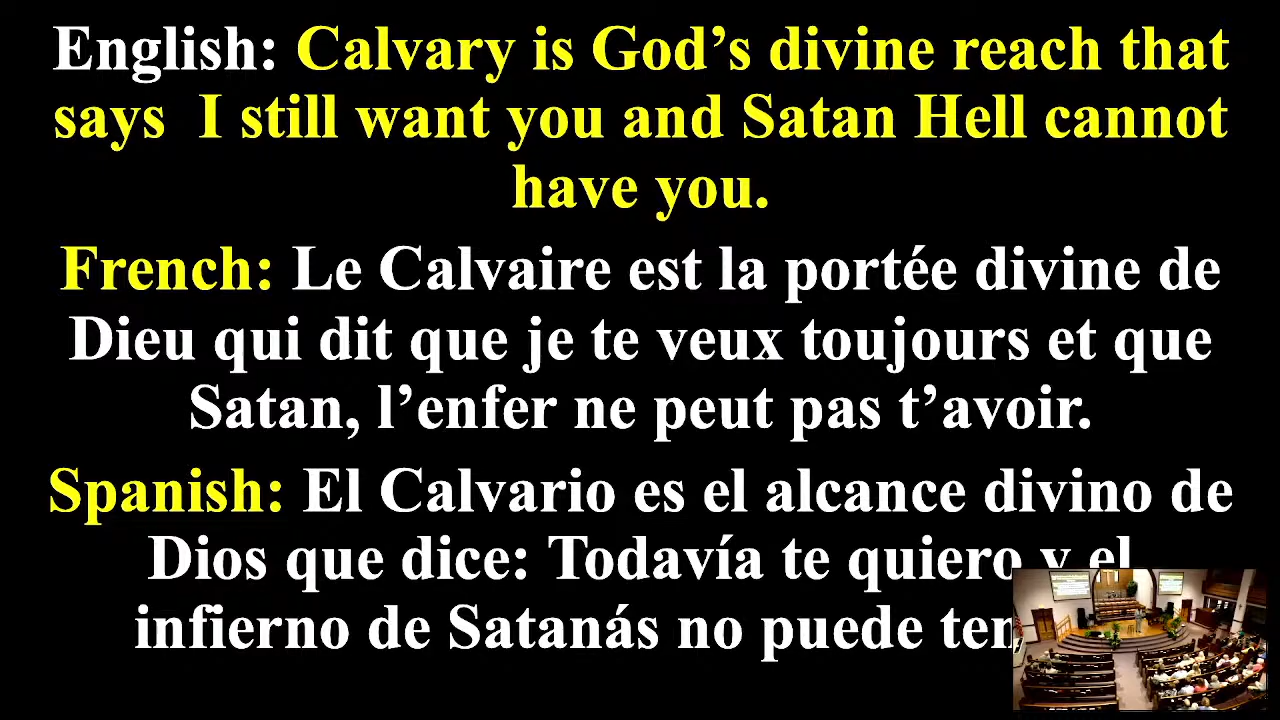 English: Calvary is God’s divine reach that
says  I still want you and Satan Hell cannot
have you.
French: Le Calvaire est la portée divine de
Dieu qui dit que je te veux toujours et que
Satan, l’enfer ne peut pas t’avoir.
Spanish: El Calvario es el alcance divino de
Dios que dice: Todavía te quiero y el
infierno de Satanás no puede